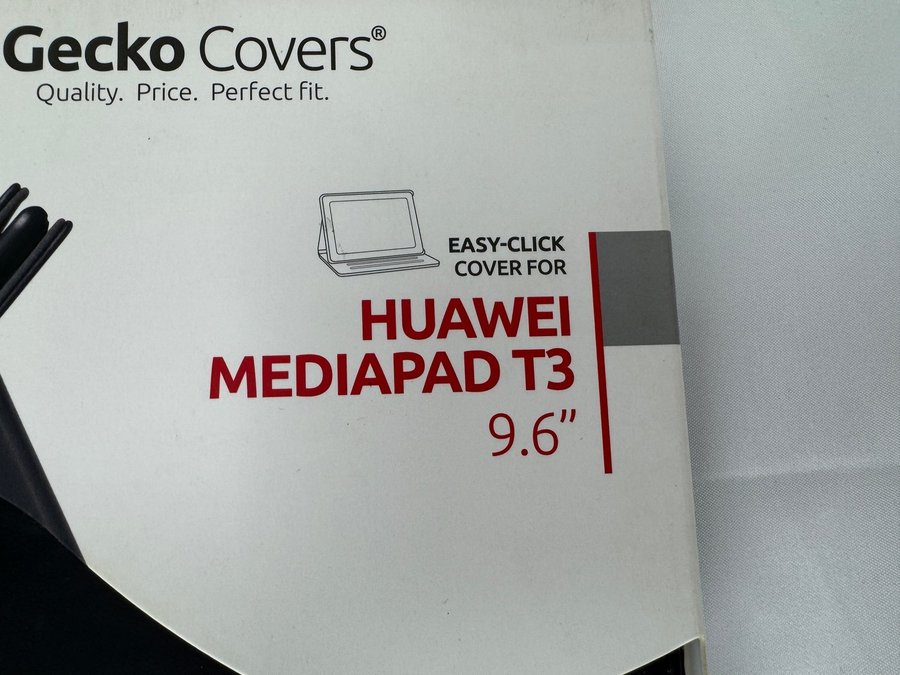 Gecko Covers®
Quality. Price. Perfect fit.
EASY-CLICK
COVER FOR
HUAWEI
MEDIAPAD T3
9.6”